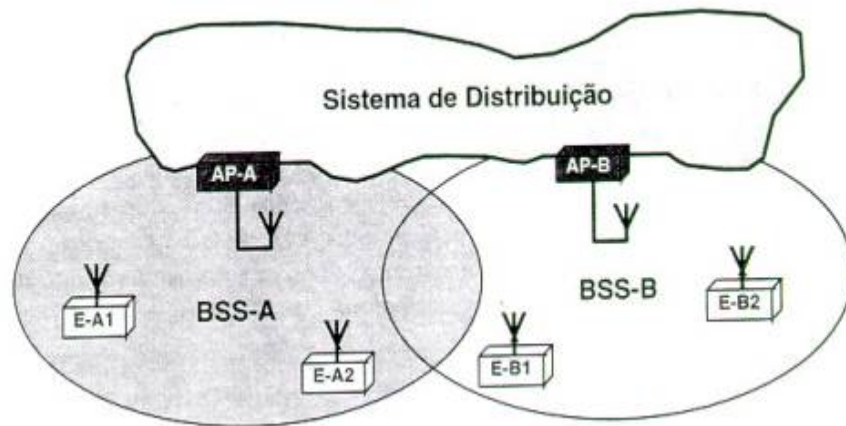 Sistema de Distribuição
AP-A
AP-B
E-A1
BSS-A
E-A2
BSS-B
E-B1
E-B2